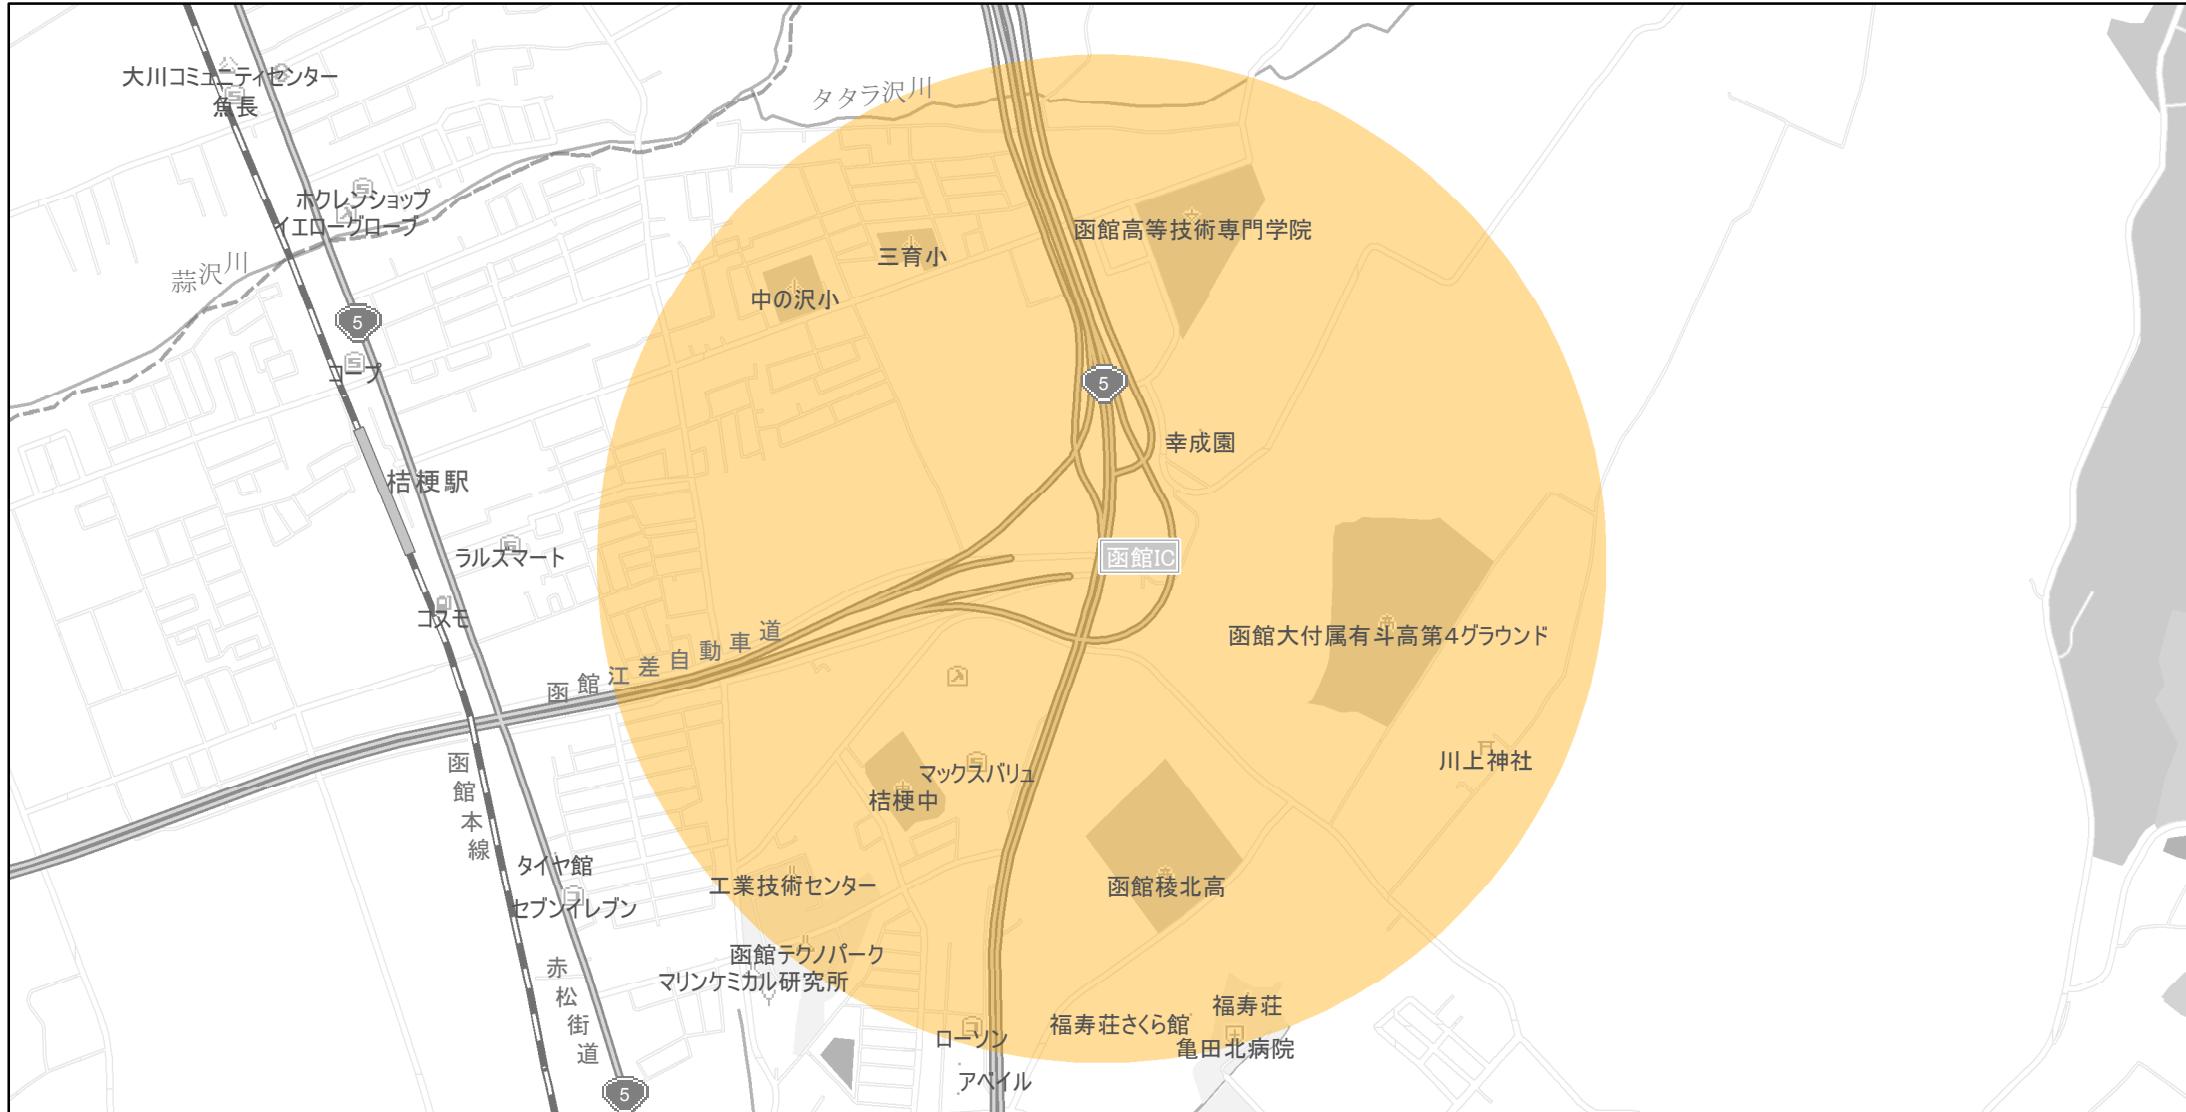 大川コミュニティセンター
魚長
タタラ沢川
ホクレンショップ
イエローグローブ
函館高等技術専門学院
三育小
蒜沢川
中の沢小
5
コープ
5
幸成園
桔梗駅
ラルスマート
函館IC
コスモ
函館江差自動車道
函館大付属有斗高第4グラウンド
川上神社
マックスバリュ
桔梗中
函館本線
タイヤ館
工業技術センター
函館稜北高
セブンイレブン
函館テクノパーク
マリンケミカル研究所
赤松街道
福寿荘
福寿荘さくら館
ローソン
亀田北病院
アベイル
5